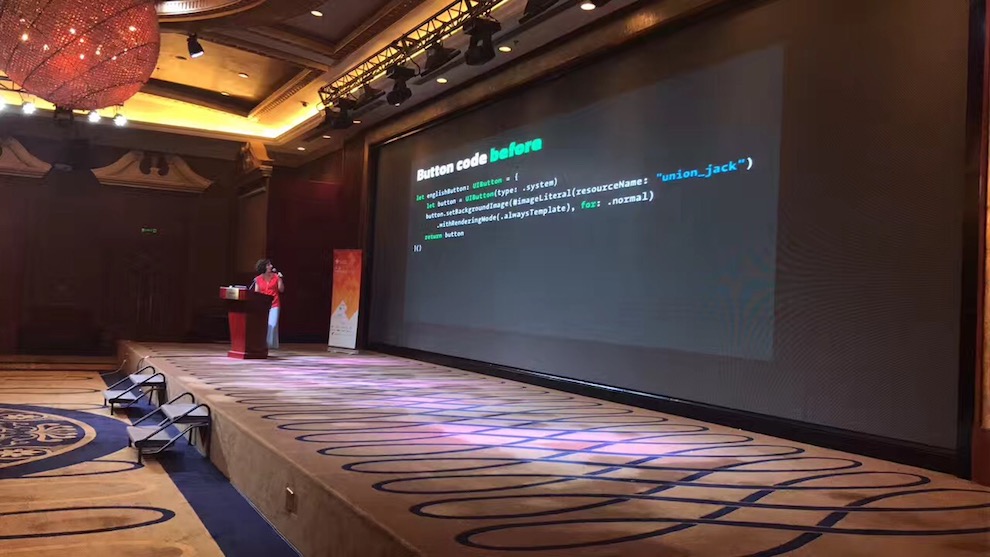 Button code before
let englishButton: UIButton = {
let button = UIButton(type: .system)
button.setBackgroundImage(#imageLiteral(resourceName: "union_jack")
.withRenderingMode(.alwaysTemplate), for: .normal)
return button
}()